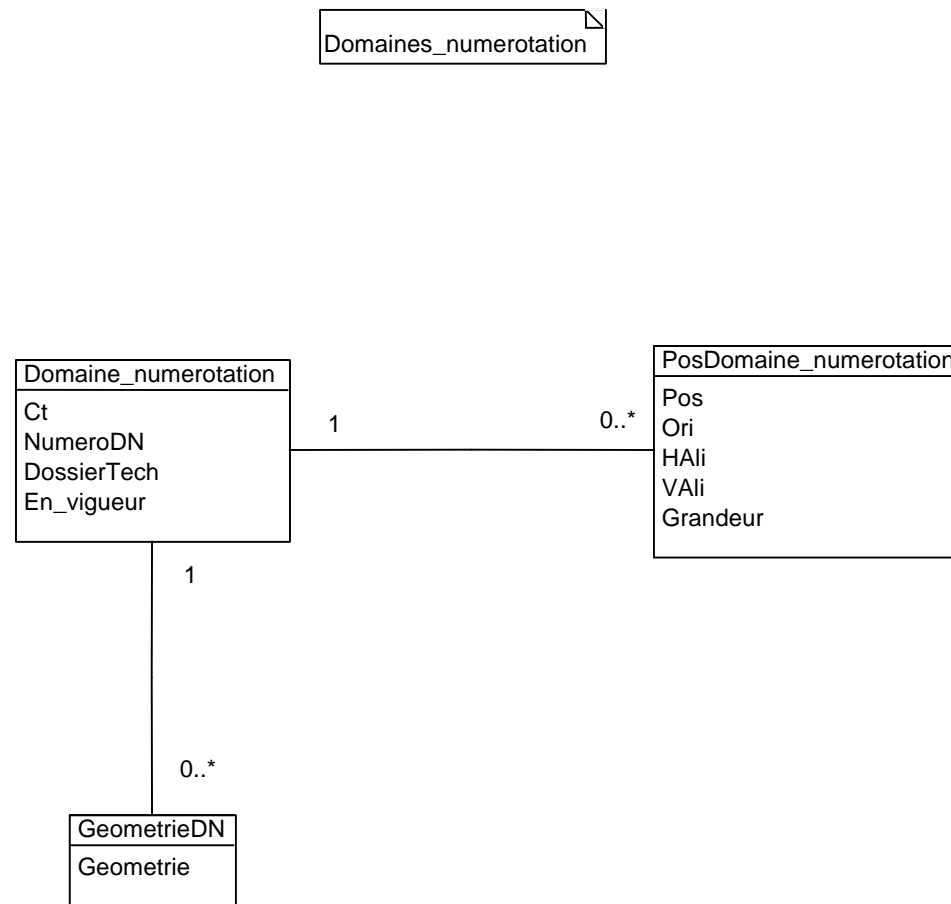 Domaines_numerotation
Domaine_numerotation
Ct
NumeroDN
DossierTech
En_vigueur
1
0..*
PosDomaine_numerotation
Pos
Ori
HAli
VAli
Grandeur
1
0..*
GeometrieDN
Geometrie